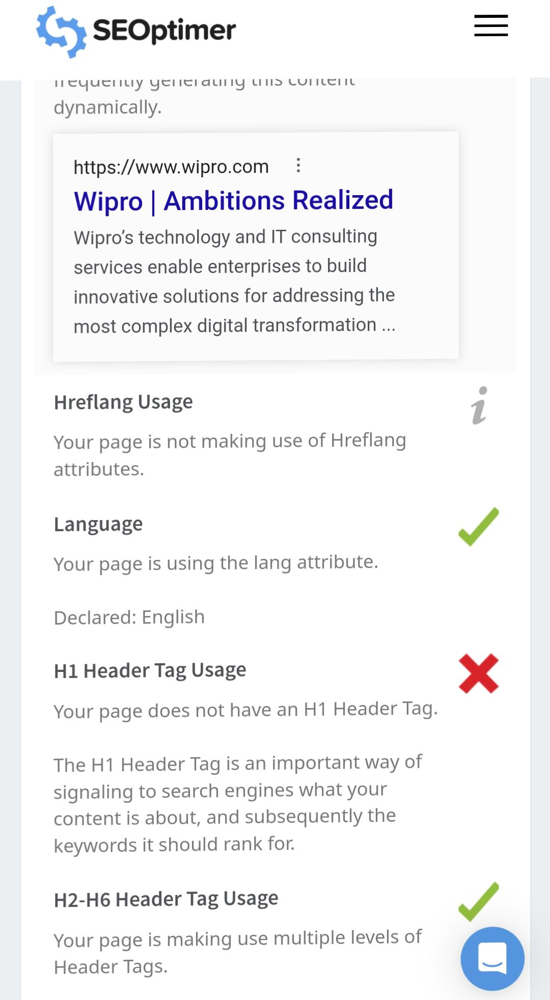 SEOptimer
frequently generating this content
dynamically.
https://www.wipro.com
Wipro | Ambitions Realized
Wipro’s technology and IT consulting
services enable enterprises to build
innovative solutions for addressing the
most complex digital transformation ...
Hreflang Usage
Your page is not making use of Hreflang
attributes.
Language
Your page is using the lang attribute.
Declared: English
H1 Header Tag Usage
Your page does not have an H1 Header Tag.
The H1 Header Tag is an important way of
signaling to search engines what your
content is about, and subsequently the
keywords it should rank for.
H2-H6 Header Tag Usage
Your page is making use multiple levels of
Header Tags.